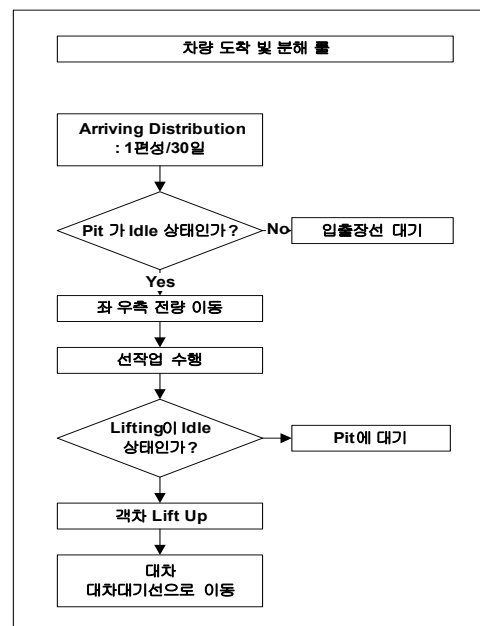 차량 도착 빛 분해 룰
Arriving Distribution
: 1편성/30일
Pit 가 Idle 상태인가?
No
입출장선 대기
Yes
좌 우측 전량 이동
선작업 수행
Lifting이 Idle
상태인가?
Pit에 대기
객차 Lift Up
대차
대차대기선으로 이동